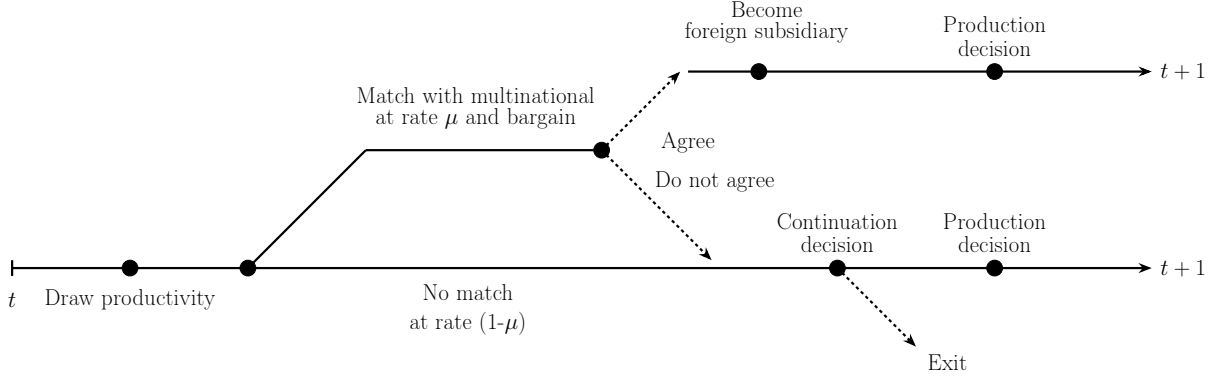 Become
foreign subsidiary
Production
decision
t + 1
Match with multinational
at rate μ and bargain
Agree
Do not agree
Continuation
decision
Production
decision
t + 1
t
Draw productivity
No match
at rate (1-μ)
Exit